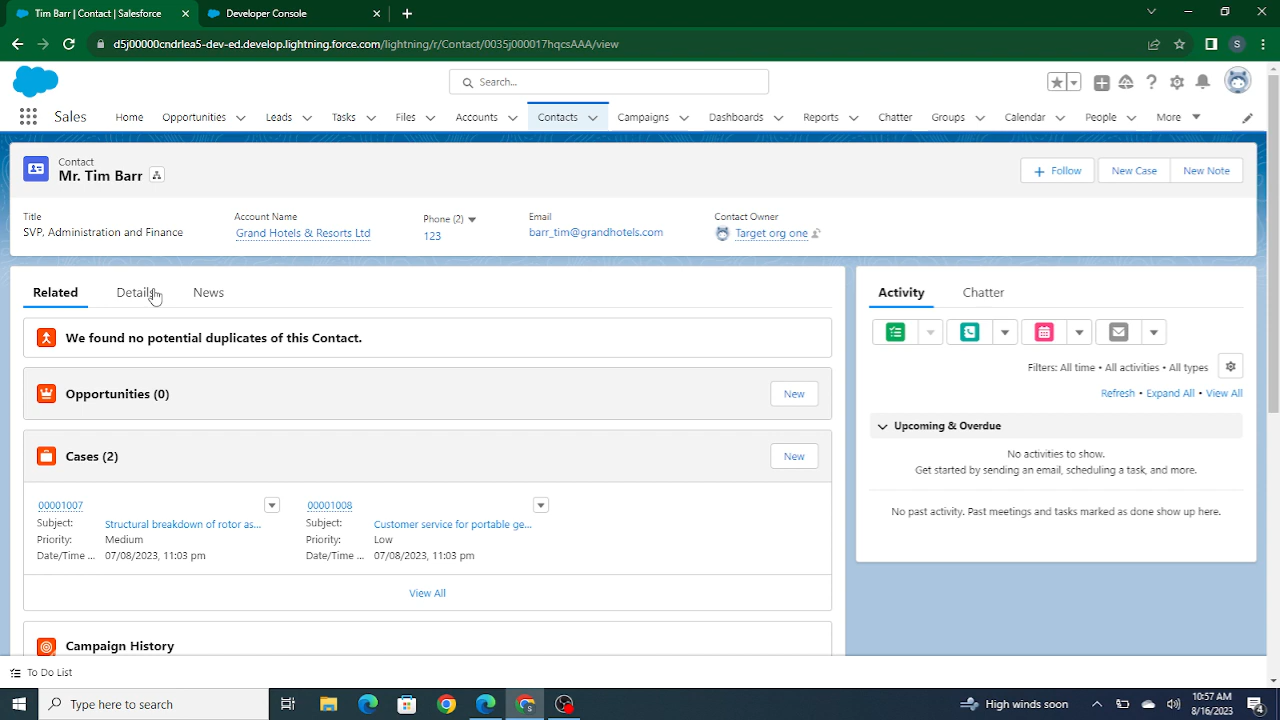 Tim Barr | Contact | Salesforce
Developer Console
d5j00000cndrlea5-dev-ed.develop.lightning.force.com/lightning/r/Contact/0035j000017hqcsAAA/view
S
Search...
Sales
Home Opportunities Leads Tasks Files Accounts Contacts Campaigns Dashboards Reports Chatter Groups Calendar People More
Contact
Mr. Tim Barr
Follow New Case New Note
Title Account Name Phone (2) Email Contact Owner
SVP, Administration and Finance Grand Hotels & Resorts Ltd 123 barr_tim@grandhotels.com Target org one
Related Details News
We found no potential duplicates of this Contact.
Opportunities (0) New
Cases (2) New
00001007 00001008
Subject: Structural breakdown of rotor as... Subject: Customer service for portable ge...
Priority: Medium Priority: Low
Date/Time ... 07/08/2023, 11:03 pm Date/Time ... 07/08/2023, 11:03 pm
View All
Campaign History
Activity Chatter
Filters: All time • All activities • All types
Refresh • Expand All • View All
Upcoming & Overdue
No activities to show.
Get started by sending an email, scheduling a task, and more.
No past activity. Past meetings and tasks marked as done show up here.
To Do List
Type here to search
High winds soon
10:57 AM
8/16/2023
4